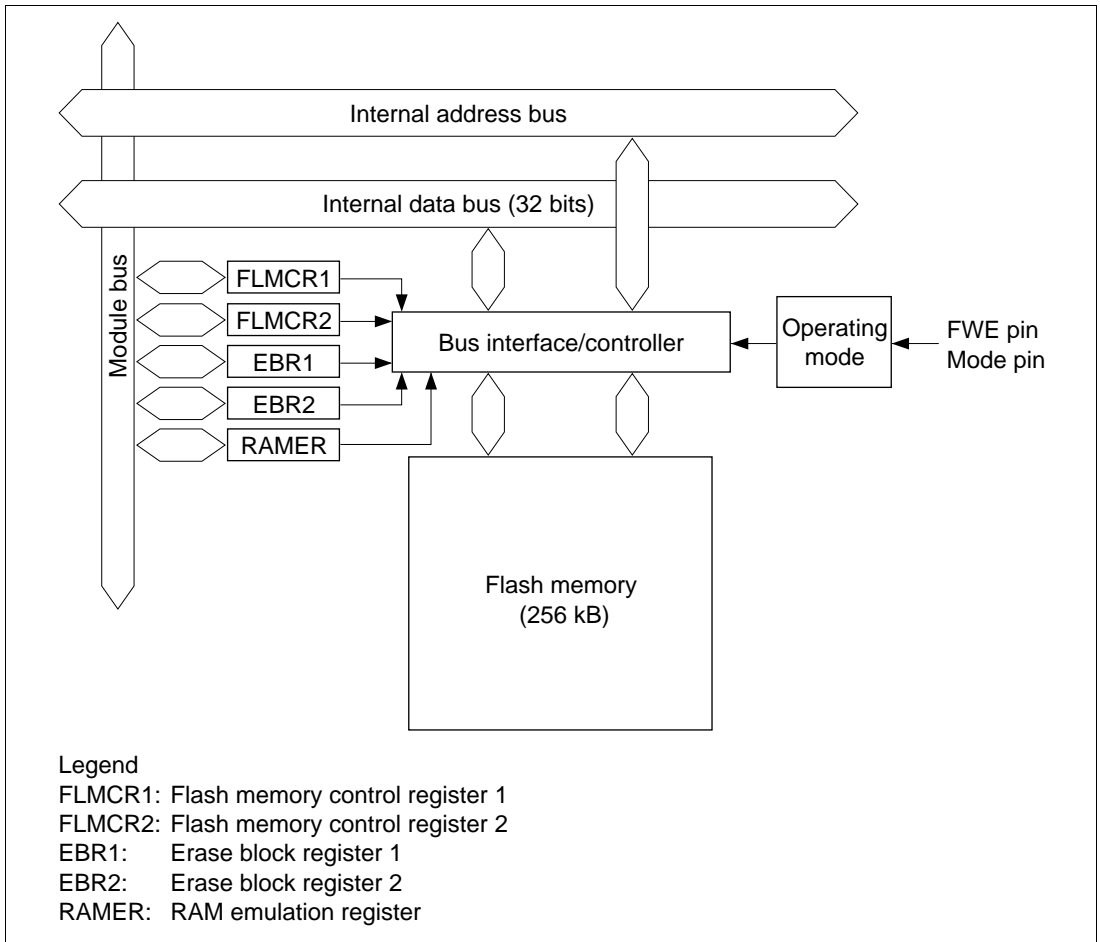 Internal address bus
Internal data bus (32 bits)
Module bus
FLMCR1
FLMCR2
EBR1
EBR2
RAMER
Bus interface/controller
Operating
mode
FWE pin
Mode pin
Flash memory
(256 kB)
Legend
FLMCR1: Flash memory control register 1
FLMCR2: Flash memory control register 2
EBR1: Erase block register 1
EBR2: Erase block register 2
RAMER: RAM emulation register